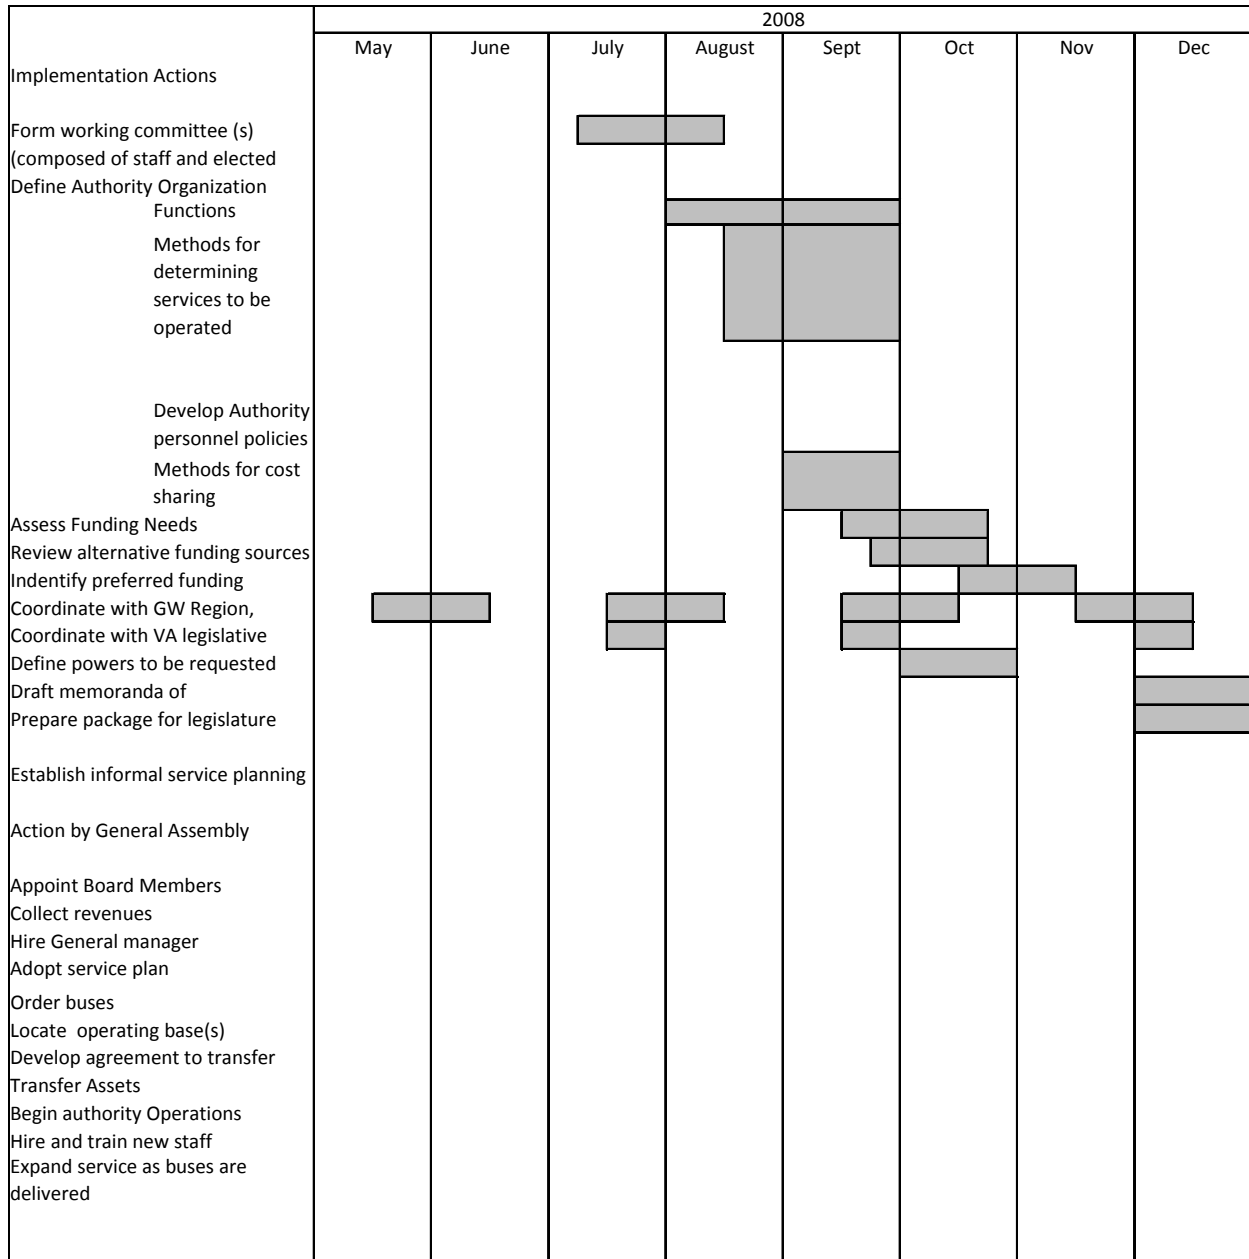 2008
May June July August Sept Oct Nov Dec
Implementation Actions
Form working committee (s)
(composed of staff and elected
Define Authority Organization
Functions
Methods for
determining
services to be
operated
Develop Authority
personnel policies
Methods for cost
sharing
Assess Funding Needs
Review alternative funding sources
Indentify preferred funding
Coordinate with GW Region,
Coordinate with VA legislative
Define powers to be requested
Draft memoranda of
Prepare package for legislature
Establish informal service planning
Action by General Assembly
Appoint Board Members
Collect revenues
Hire General manager
Adopt service plan
Order buses
Locate operating base(s)
Develop agreement to transfer
Transfer Assets
Begin authority Operations
Hire and train new staff
Expand service as buses are
delivered